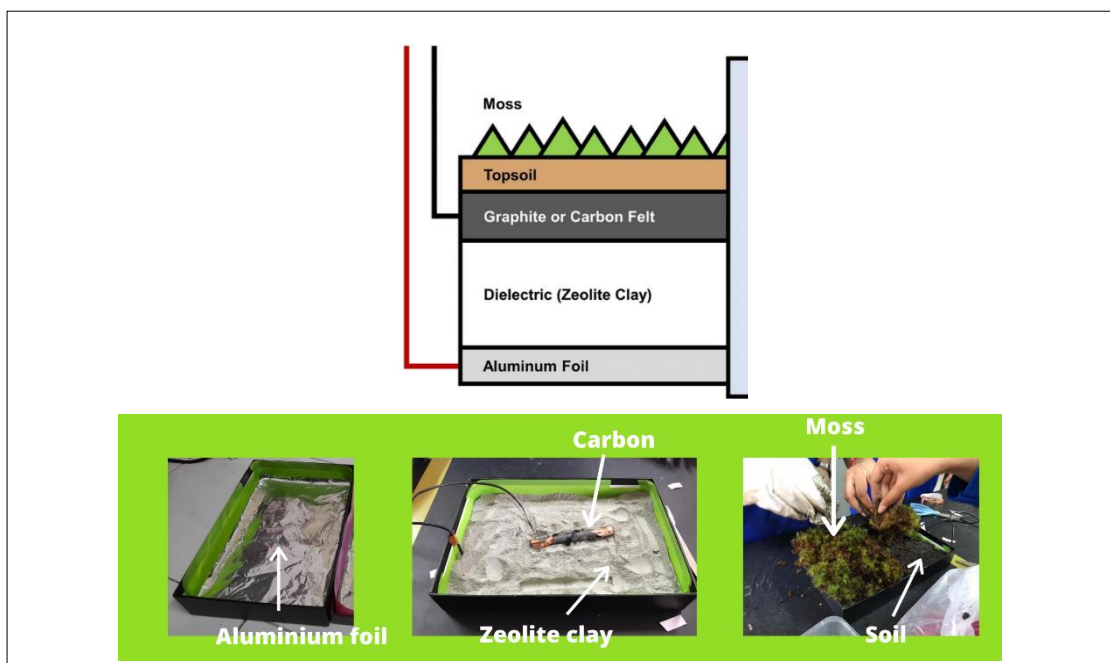 Moss
Topsoil
Graphite or Carbon Felt
Dielectric (Zeolite Clay)
Aluminum Foil
Carbon
Moss
Aluminium foil
Zeolite clay
Soil